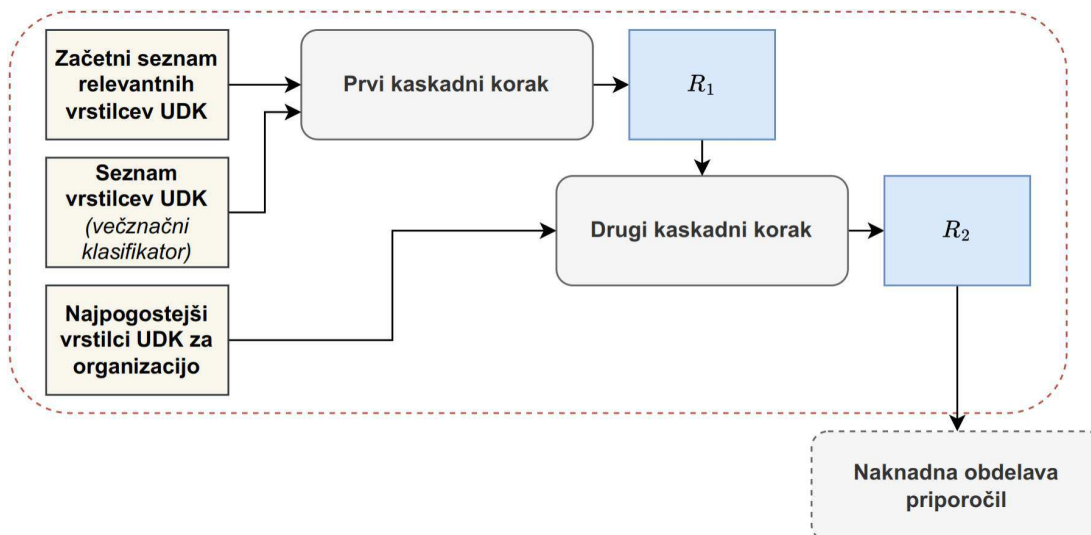 Začetni seznam
relevantnih
vrstilcev UDK
Prvi kaskadni korak
R1
Seznam
vrstilcev UDK
(večznačni
klasifikator)
Drugi kaskadni korak
R2
Najpogostejši
vrstilci UDK za
organizacijo
Naknadna obdelava
priporočil